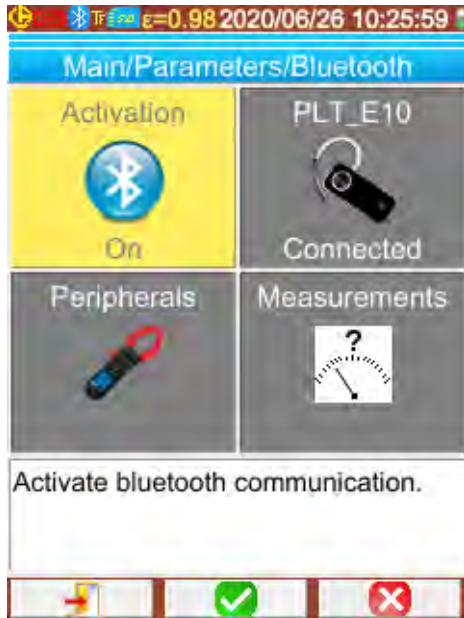 TF ε=0.98 2020/06/26 10:25:59
Main/Parameters/Bluetooth
Activation
PLT_E10
On
Connected
Peripherals
Measurements
?
Activate bluetooth communication.